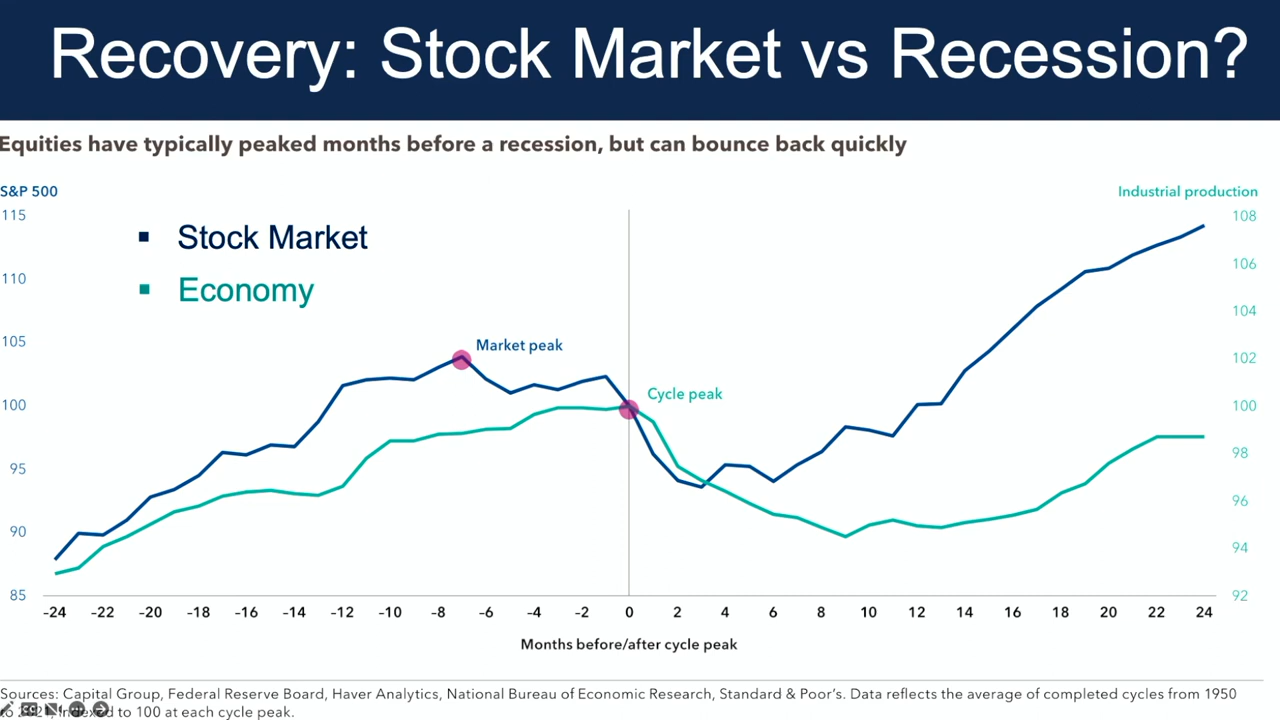 Recovery: Stock Market vs Recession?
Equities have typically peaked months before a recession, but can bounce back quickly
S&P 500
Industrial production
115
108
▪ Stock Market
106
110
▪ Economy
104
105
Market peak
102
Cycle peak
100
100
98
95
96
90
94
85
92
–24 –22 –20 –18 –16 –14 –12 –10 –8 –6 –4 –2 0 2 4 6 8 10 12 14 16 18 20 22 24
Months before/after cycle peak
Sources: Capital Group, Federal Reserve Board, Haver Analytics, National Bureau of Economic Research, Standard & Poor's. Data reflects the average of completed cycles from 1950
to 2021, indexed to 100 at each cycle peak.